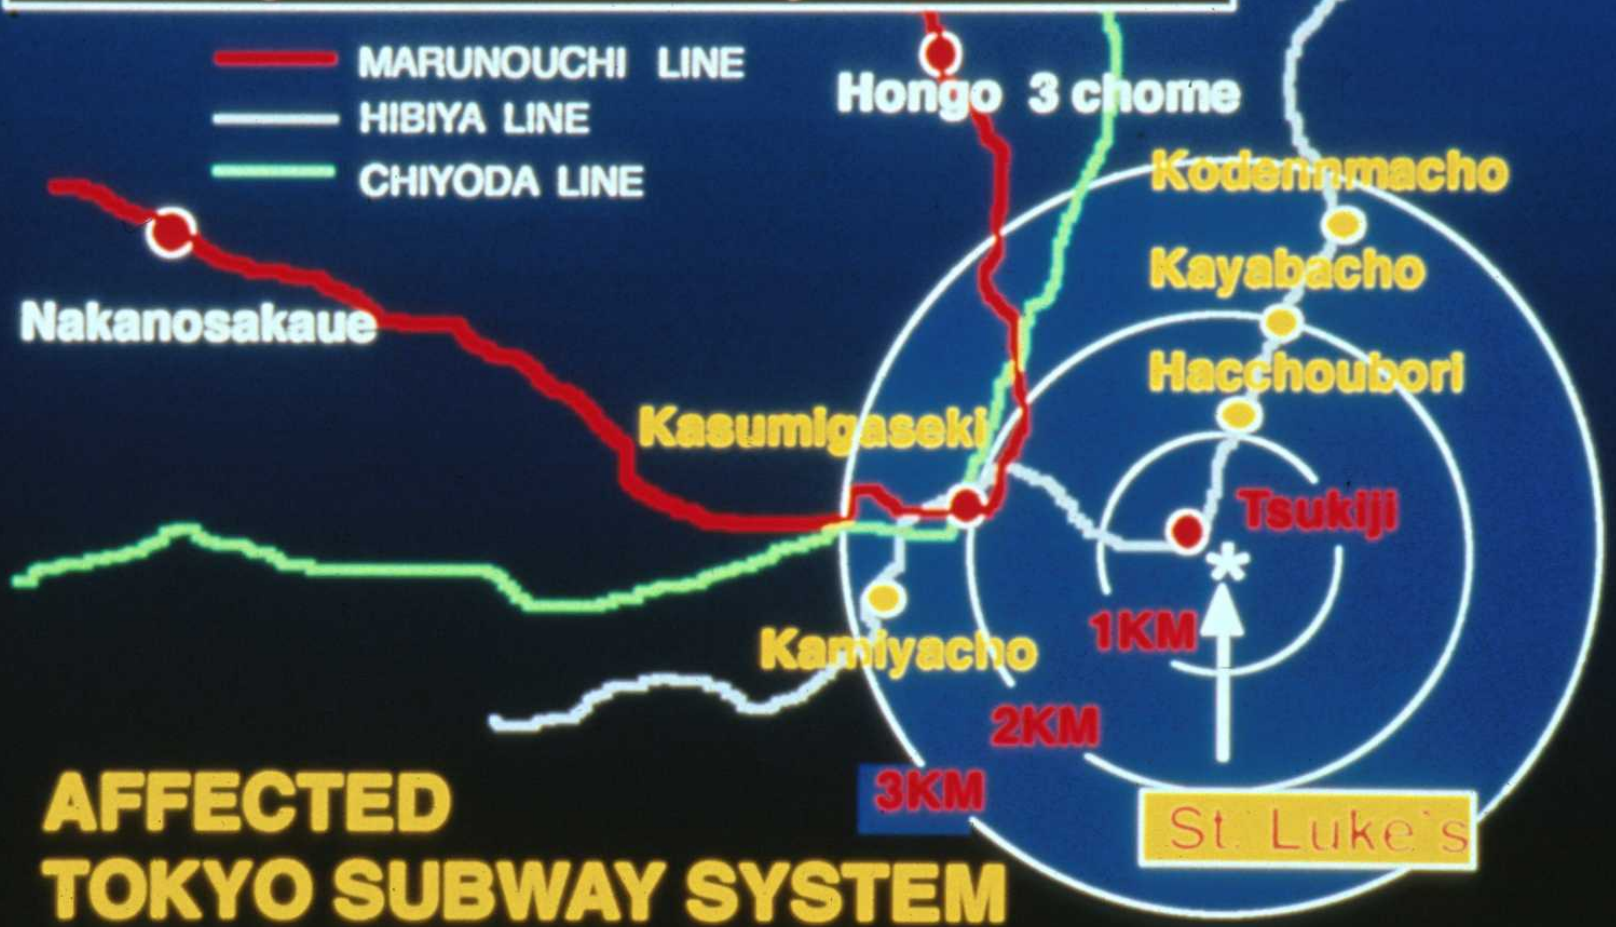 MARUNOUCHI LINE
HIBIYA LINE
CHIYODA LINE
Hongo 3 chome
Kodennmacho
Kayabacho
Nakanosakaue
Hacchoubori
Kasumigaseki
Tsukiji
*
1KM
Kamiyacho
2KM
3KM
St. Luke's
AFFECTED
TOKYO SUBWAY SYSTEM